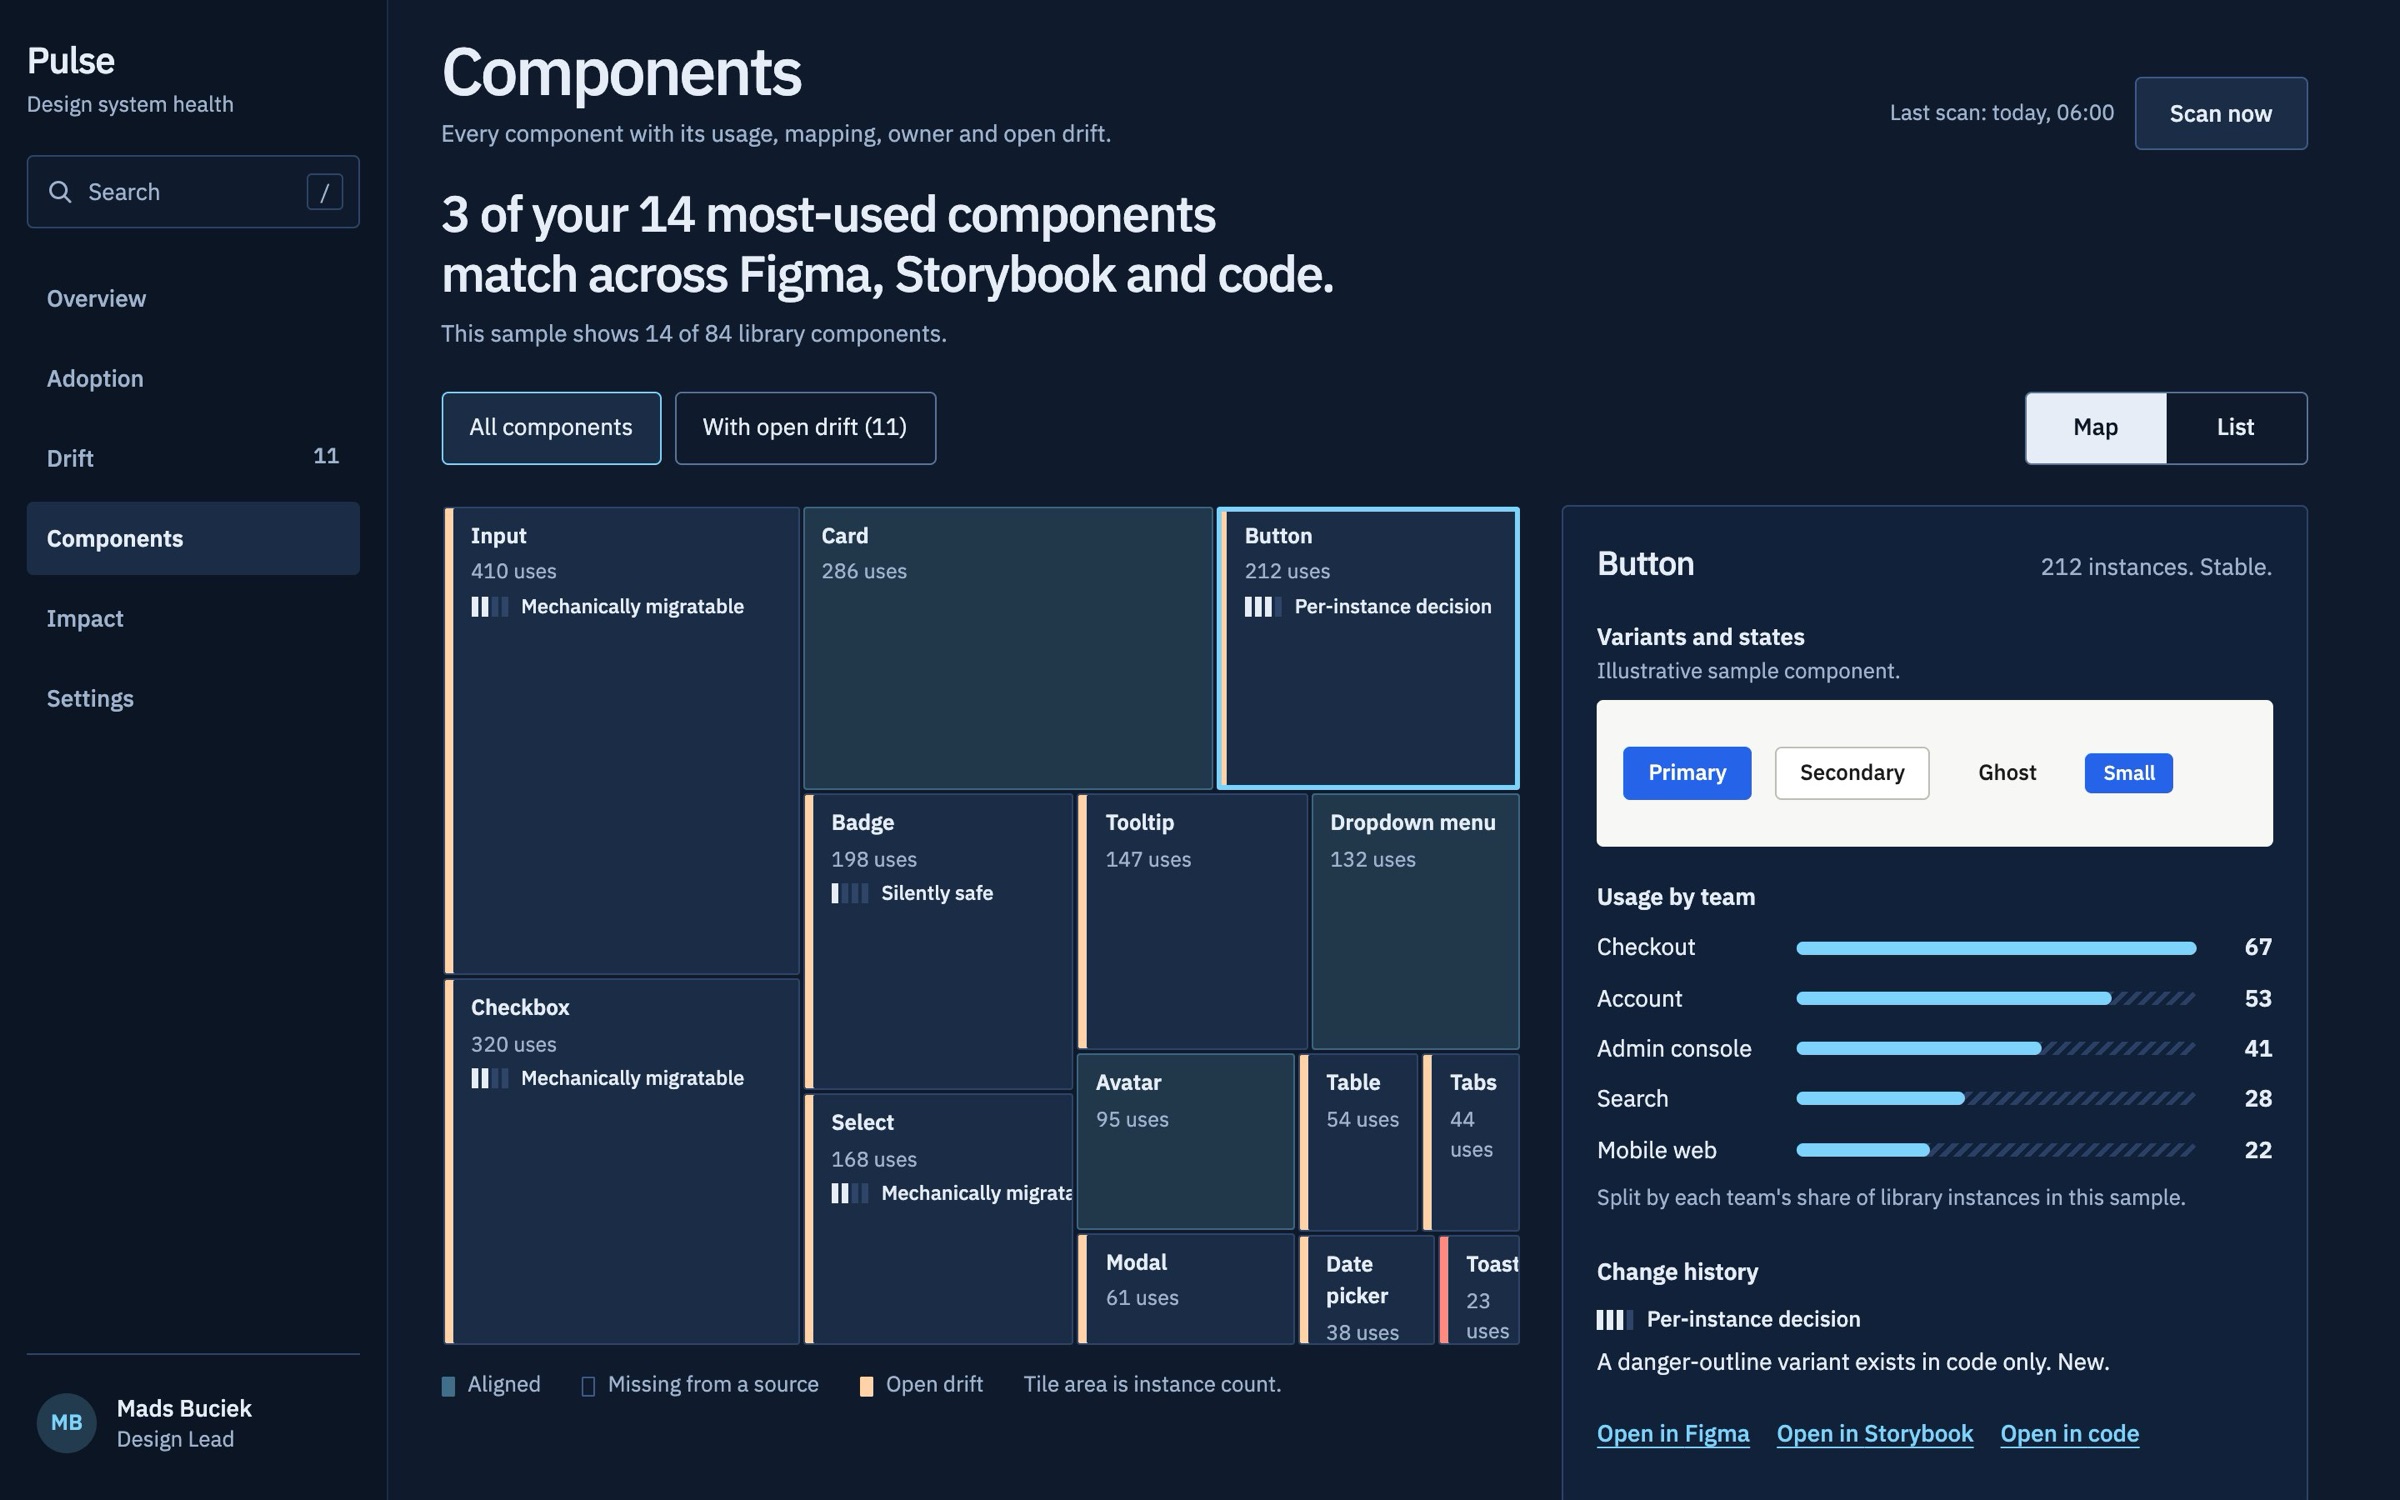 Pulse
Design system health
Search
/
Overview
Adoption
Drift 11
Components
Impact
Settings
MB
Mads Buciek
Design Lead
Components
Every component with its usage, mapping, owner and open drift.
Last scan: today, 06:00
Scan now
3 of your 14 most-used components
match across Figma, Storybook and code.
This sample shows 14 of 84 library components.
All components
With open drift (11)
Map
List
Input
410 uses
Mechanically migratable
Card
286 uses
Button
212 uses
Per-instance decision
Badge
198 uses
Silently safe
Tooltip
147 uses
Dropdown menu
132 uses
Checkbox
320 uses
Mechanically migratable
Select
168 uses
Mechanically migrata
Avatar
95 uses
Table
54 uses
Tabs
44
uses
Modal
61 uses
Date
picker
38 uses
Toast
23
uses
Aligned
Missing from a source
Open drift
Tile area is instance count.
Button
212 instances. Stable.
Variants and states
Illustrative sample component.
Primary
Secondary
Ghost
Small
Usage by team
Checkout 67
Account 53
Admin console 41
Search 28
Mobile web 22
Split by each team's share of library instances in this sample.
Change history
Per-instance decision
A danger-outline variant exists in code only. New.
Open in Figma
Open in Storybook
Open in code